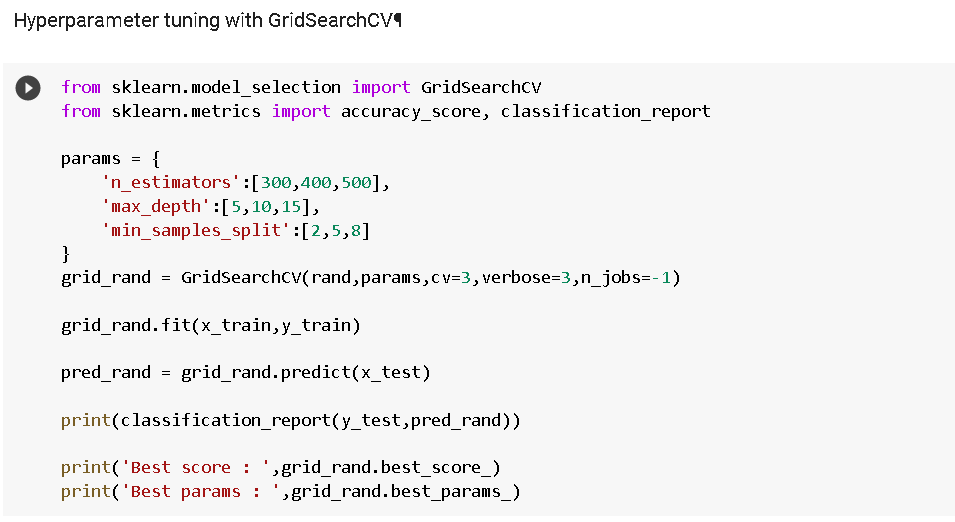 Hyperparameter tuning with GridSearchCV¶
from sklearn.model_selection import GridSearchCV
from sklearn.metrics import accuracy_score, classification_report
params = {
'n_estimators':[300,400,500],
'max_depth':[5,10,15],
'min_samples_split':[2,5,8]
}
grid_rand = GridSearchCV(rand,params,cv=3,verbose=3,n_jobs=-1)
grid_rand.fit(x_train,y_train)
pred_rand = grid_rand.predict(x_test)
print(classification_report(y_test,pred_rand))
print('Best score : ',grid_rand.best_score_)
print('Best params : ',grid_rand.best_params_)